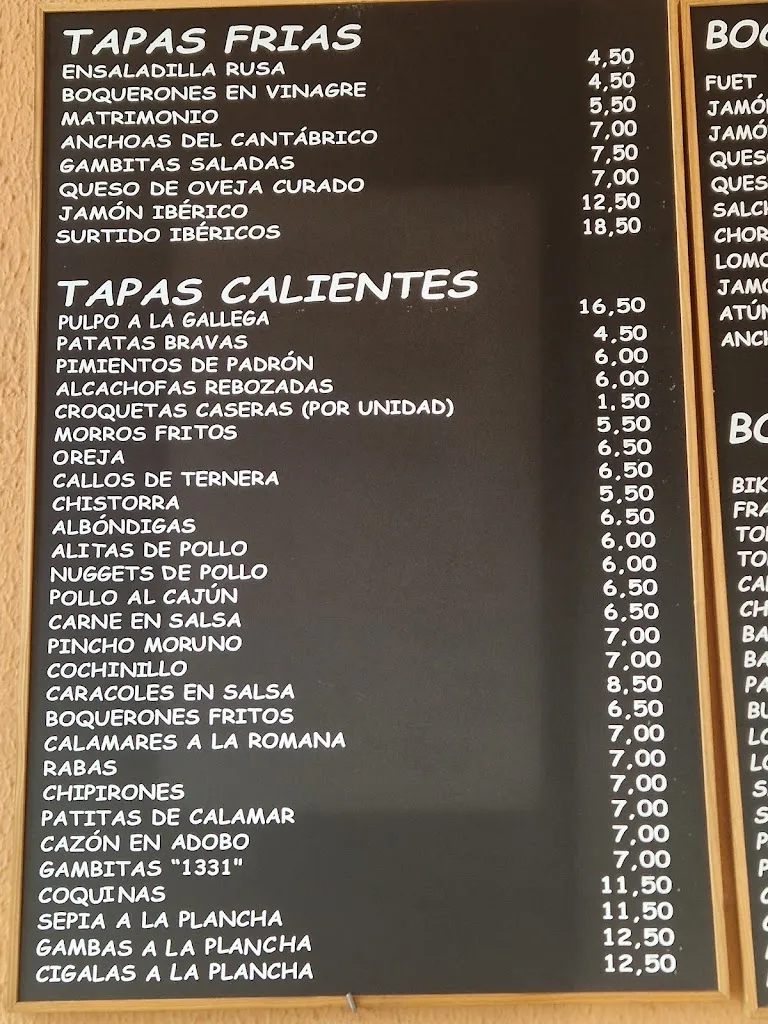 TAPAS FRIAS
ENSALADILLA RUSA 4,50
BOQUERONES EN VINAGRE 4,50
MATRIMONIO 5,50
ANCHOAS DEL CANTÁBRICO 7,00
GAMBITAS SALADAS 7,50
QUESO DE OVEJA CURADO 7,00
JAMÓN IBÉRICO 12,50
SURTIDO IBÉRICOS 18,50
TAPAS CALIENTES
PULPO A LA GALLEGA 16,50
PATATAS BRAVAS 4,50
PIMIENTOS DE PADRÓN 6,00
ALCACHOFAS REBOZADAS 6,00
CROQUETAS CASERAS (POR UNIDAD) 1,50
MORROS FRITOS 5,50
OREJA 6,50
CALLOS DE TERNERA 6,50
CHISTORRA 5,50
ALBÓNDIGAS 6,50
ALITAS DE POLLO 6,00
NUGGETS DE POLLO 6,00
POLLO AL CAJÚN 6,50
CARNE EN SALSA 6,50
PINCHO MORUNO 7,00
COCHINILLO 7,00
CARACOLES EN SALSA 8,50
BOQUERONES FRITOS 6,50
CALAMARES A LA ROMANA 7,00
RABAS 7,00
CHIPIRONES 7,00
PATITAS DE CALAMAR 7,00
CAZÓN EN ADOBO 7,00
GAMBITAS “1331" 7,00
COQUINAS 11,50
SEPIA A LA PLANCHA 11,50
GAMBAS A LA PLANCHA 12,50
CIGALAS A LA PLANCHA 12,50
FUET